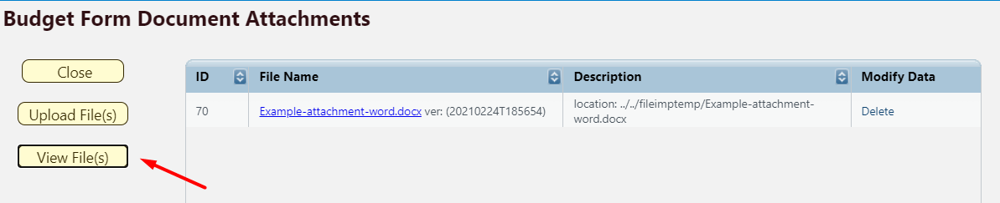 Budget Form Document Attachments
Close
Upload File(s)
View File(s)
ID File Name Description Modify Data
70 Example-attachment-word.docx ver: (20210224T185654) location: ../../fileimptemp/Example-attachment-
word.docx Delete